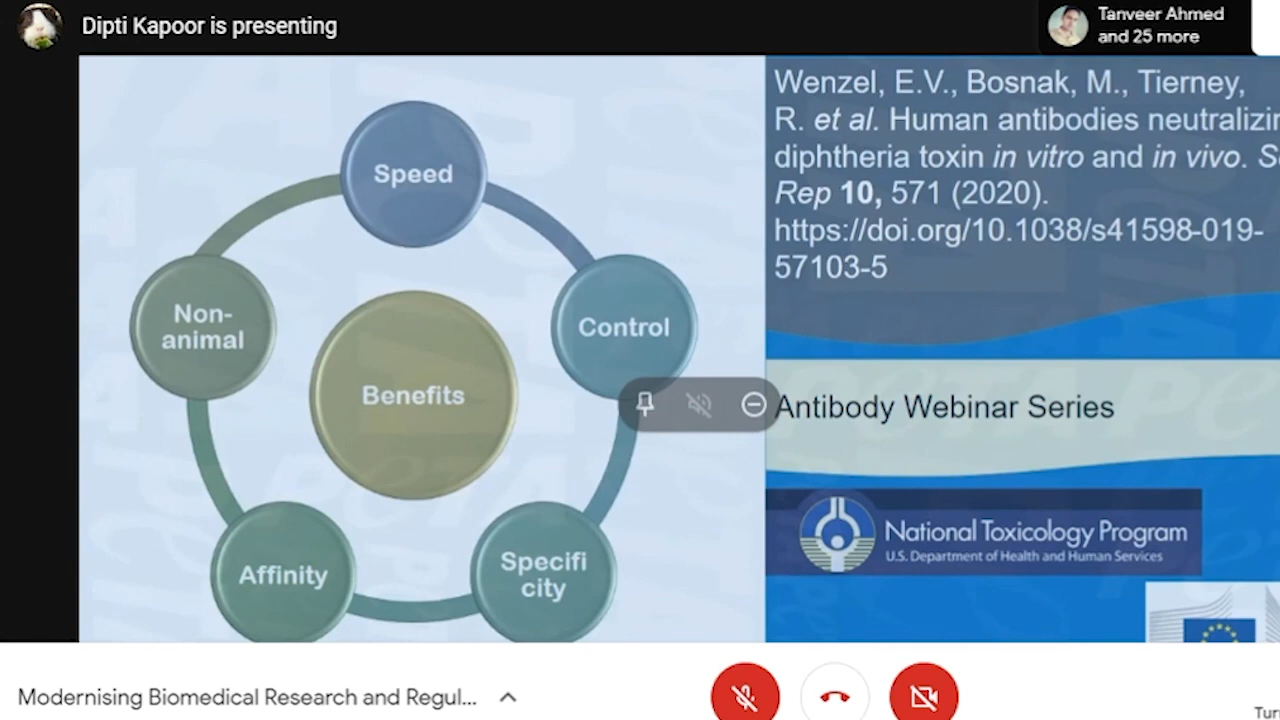 Dipti Kapoor is presenting
Tanveer Ahmed
and 25 more
Speed
Control
Specifi
city
Affinity
Non-
animal
Benefits
Wenzel, E.V., Bosnak, M., Tierney,
R. et al. Human antibodies neutralizin
diphtheria toxin in vitro and in vivo. S
Rep 10, 571 (2020).
https://doi.org/10.1038/s41598-019-
57103-5
Antibody Webinar Series
National Toxicology Program
U.S. Department of Health and Human Services
Modernising Biomedical Research and Regul...
Tur